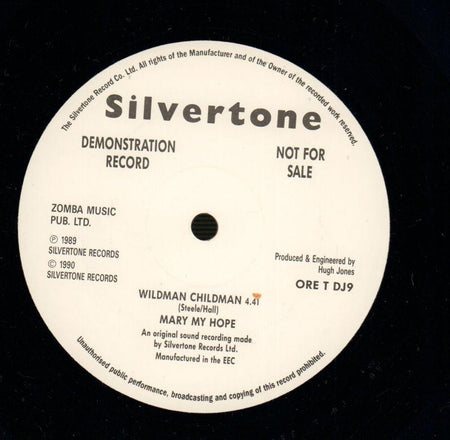 The Silvertone Record Co. Ltd. All rights of the Manufacturer and of the Owner of the recorded work reserved.
Silvertone
DEMONSTRATION
RECORD
NOT FOR
SALE
ZOMBA MUSIC
PUB. LTD.
℗ 1989
SILVERTONE RECORDS
© 1990
SILVERTONE RECORDS
Produced & Engineered by
Hugh Jones
ORE T DJ9
WILDMAN CHILDMAN 4.41
(Steele/Hall)
MARY MY HOPE
An original sound recording made
by Silvertone Records Ltd.
Manufactured in the EEC
Unauthorised public performance, broadcasting and copying of this record prohibited.